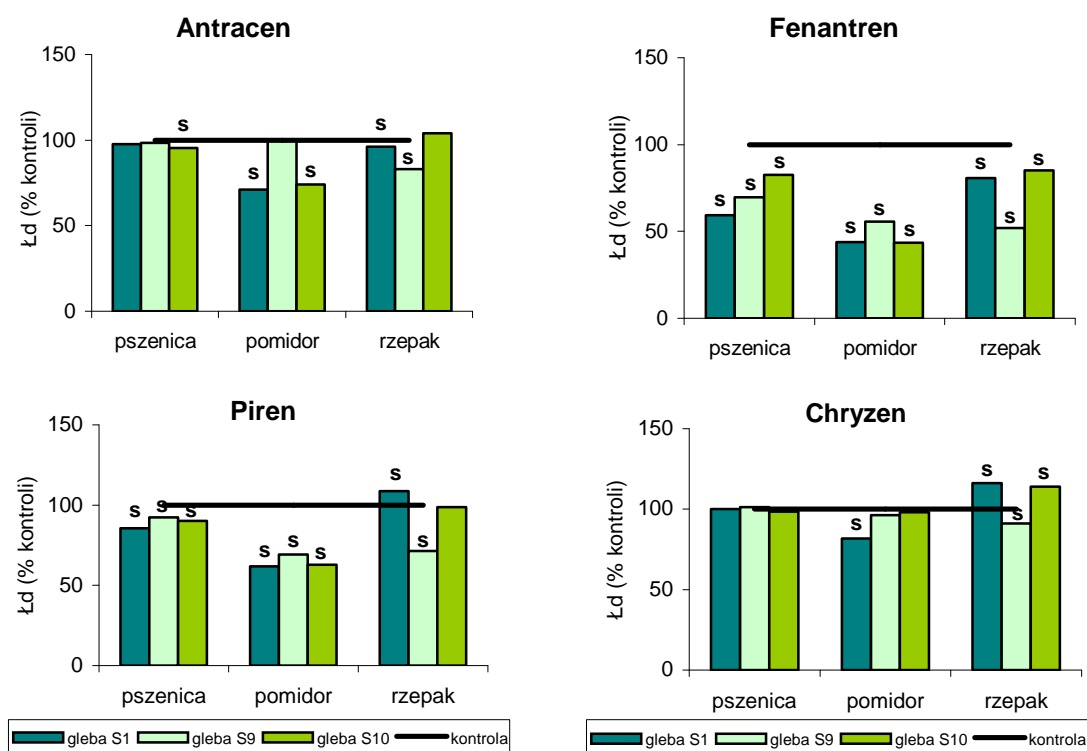 Antracen
150
100
50
0
Łd (% kontroli)
s
s
s
s
s
pszenica
pomidor
rzepak
Fenantren
150
100
50
0
Łd (% kontroli)
s
s
s
s
s
s
s
s
s
pszenica
pomidor
rzepak
Piren
150
100
50
0
Łd (% kontroli)
s
s
s
s
s
s
s
s
pszenica
pomidor
rzepak
gleba S1
gleba S9
gleba S10
kontrola
Chryzen
150
100
50
0
Łd (% kontroli)
s
s
s
s
pszenica
pomidor
rzepak
gleba S1
gleba S9
gleba S10
kontrola